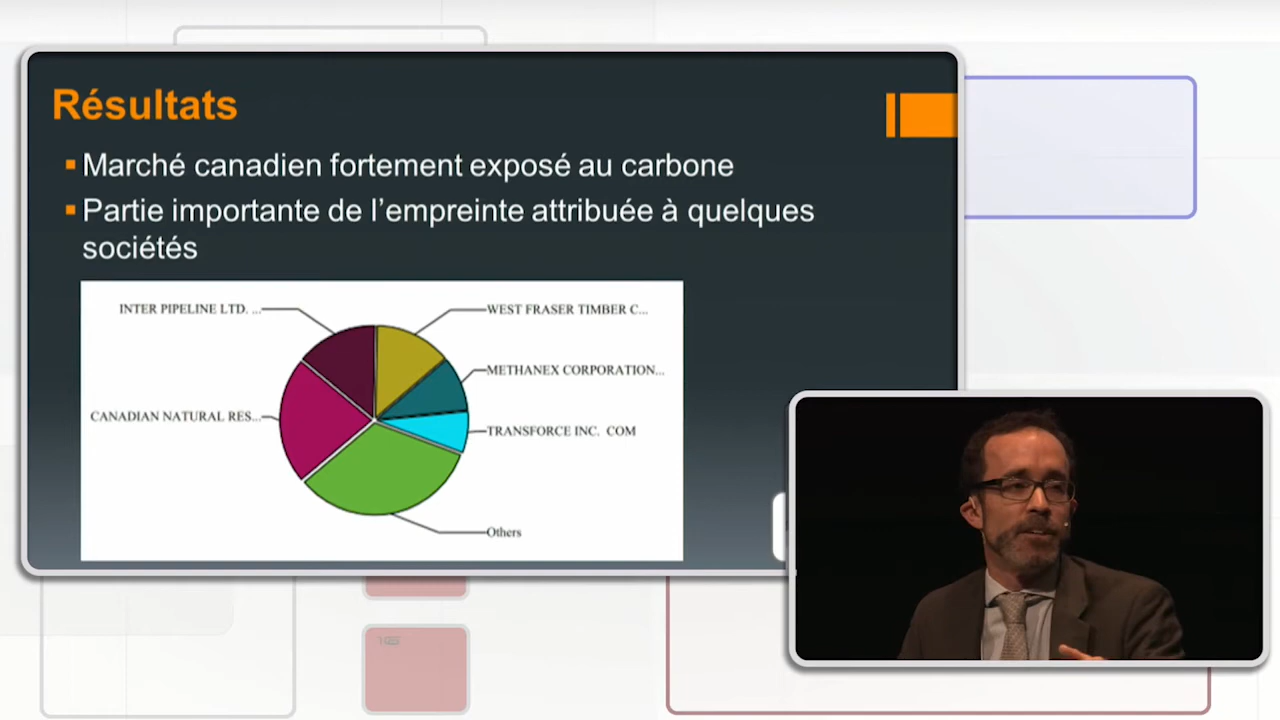 Résultats
Marché canadien fortement exposé au carbone
Partie importante de l'empreinte attribuée à quelques
sociétés
INTER PIPELINE LTD. ...
WEST FRASER TIMBER C...
METHANEX CORPORATION...
CANADIAN NATURAL RES...
TRANSFORCE INC. COM
Others